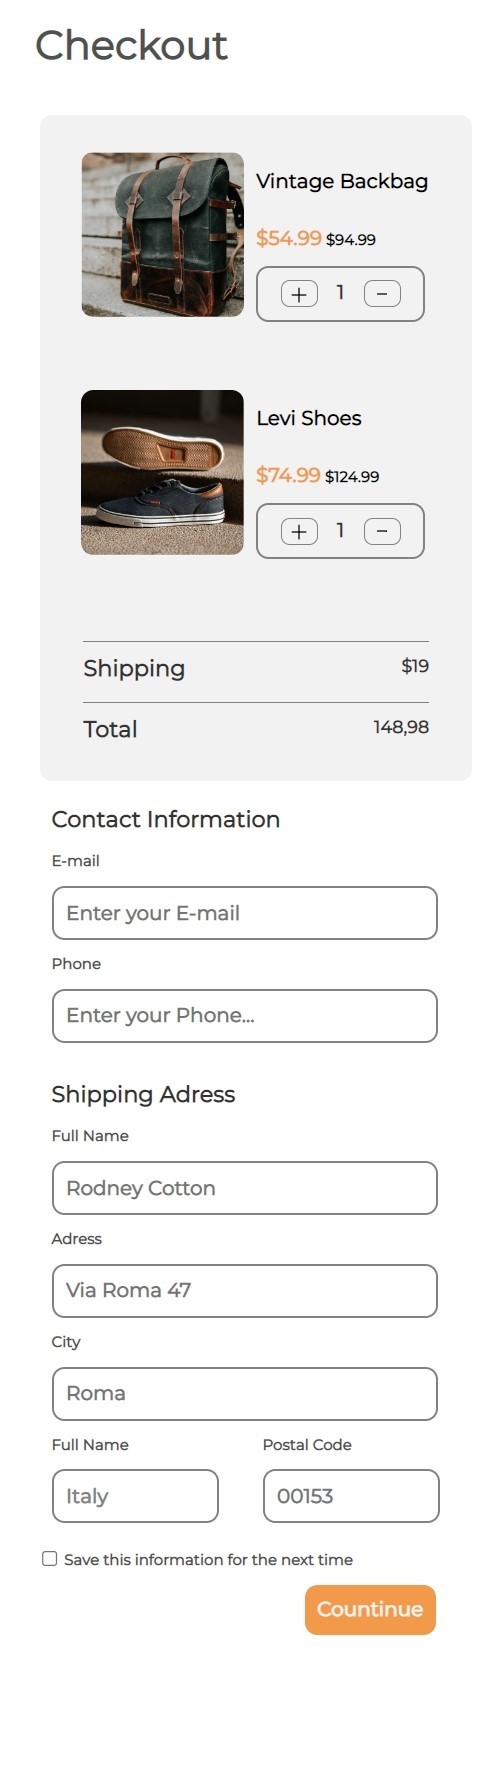 Checkout
Vintage Backbag
$54.99 $94.99
+ 1 −
Levi Shoes
$74.99 $124.99
+ 1 −
Shipping $19
Total 148,98
Contact Information
E-mail
Enter your E-mail
Phone
Enter your Phone...
Shipping Adress
Full Name
Rodney Cotton
Adress
Via Roma 47
City
Roma
Full Name Postal Code
Italy 00153
Save this information for the next time
Countinue